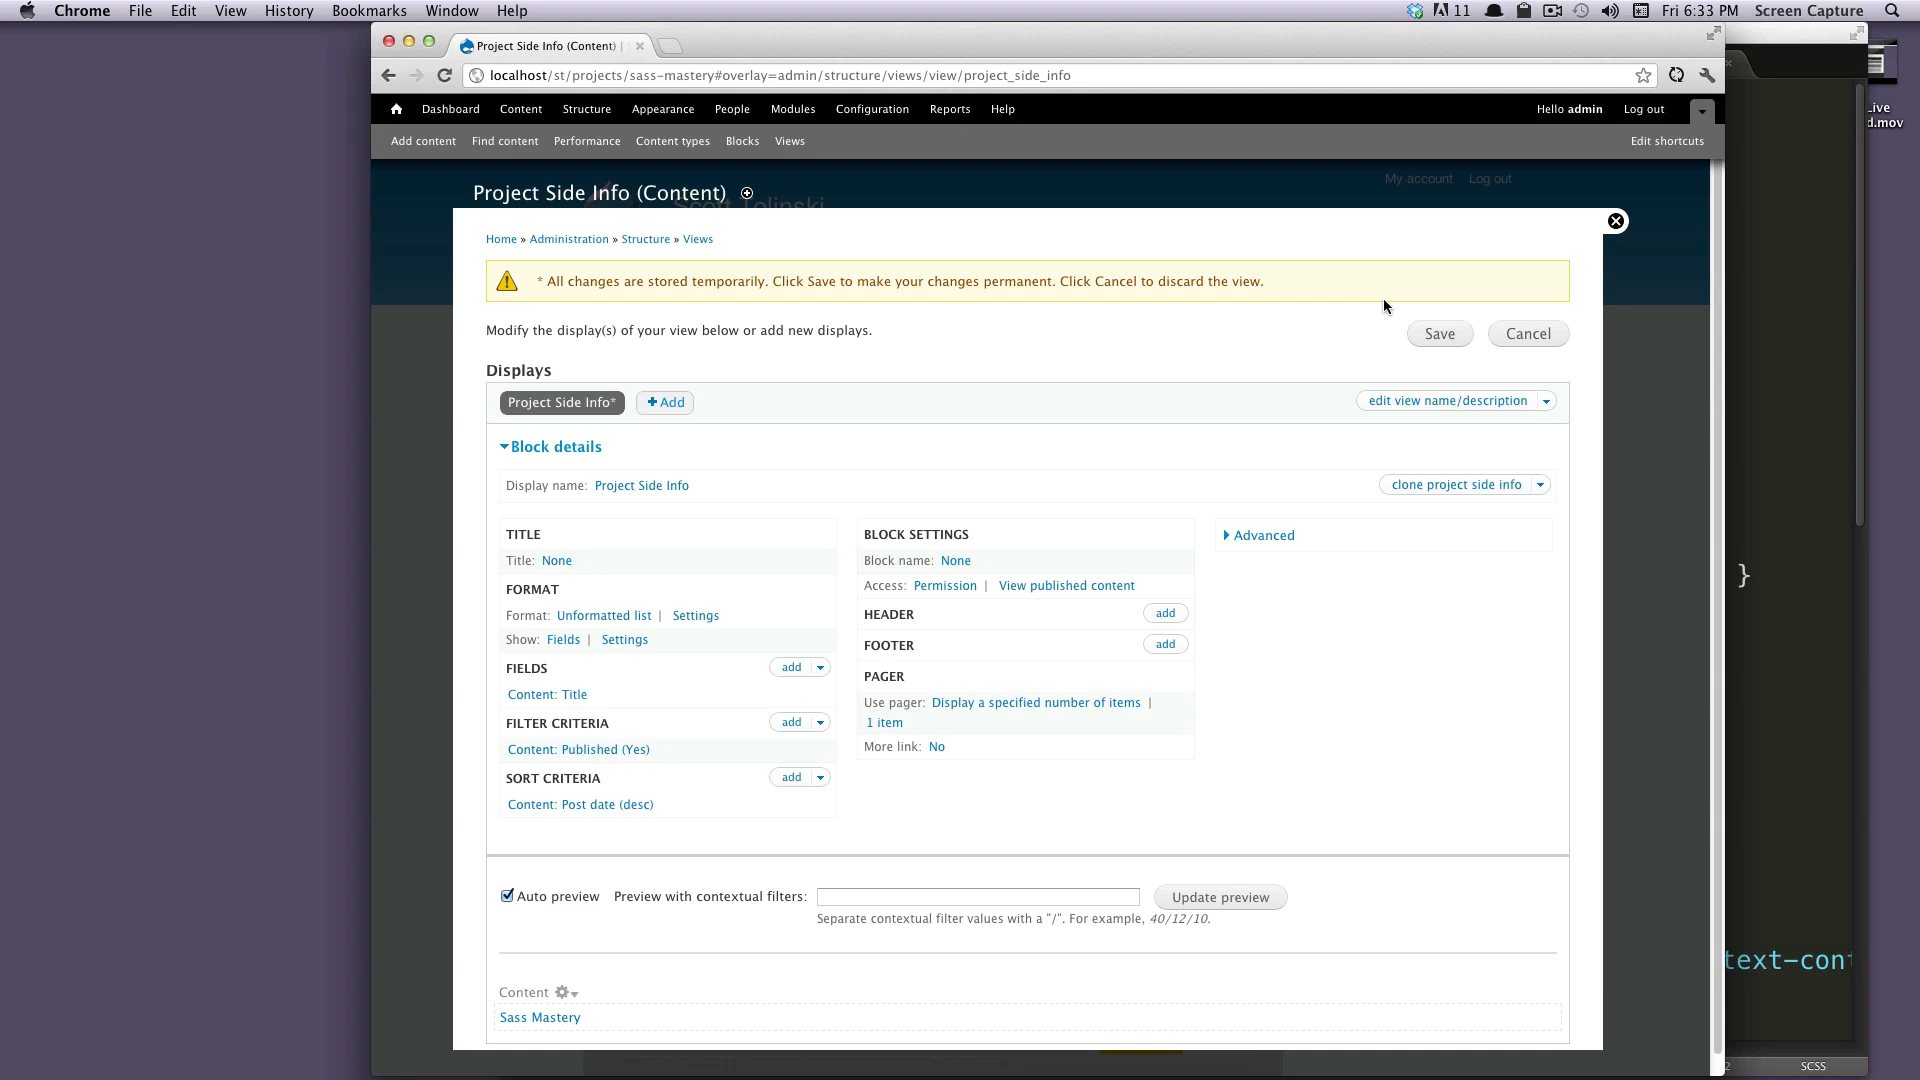 Chrome File Edit View History Bookmarks Window Help 11 Fri 6:33 PM Screen Capture
Project Side Info (Content) |
localhost/st/projects/sass-mastery#overlay=admin/structure/views/view/project_side_info
Dashboard Content Structure Appearance People Modules Configuration Reports Help Hello admin Log out
Add content Find content Performance Content types Blocks Views Edit shortcuts
Live
d.mov
My account Log out
Project Side Info (Content)
Scott Tolinski
Home » Administration » Structure » Views
* All changes are stored temporarily. Click Save to make your changes permanent. Click Cancel to discard the view.
Modify the display(s) of your view below or add new displays.
Save Cancel
Displays
Project Side Info* + Add edit view name/description
Block details
Display name: Project Side Info clone project side info
TITLE
Title: None
FORMAT
Format: Unformatted list | Settings
Show: Fields | Settings
FIELDS add
Content: Title
FILTER CRITERIA add
Content: Published (Yes)
SORT CRITERIA add
Content: Post date (desc)
BLOCK SETTINGS
Block name: None
Access: Permission | View published content
HEADER add
FOOTER add
PAGER
Use pager: Display a specified number of items |
1 item
More link: No
Advanced
}
Auto preview Preview with contextual filters: Update preview
Separate contextual filter values with a "/". For example, 40/12/10.
text-cont
Content
Sass Mastery
2 SCSS